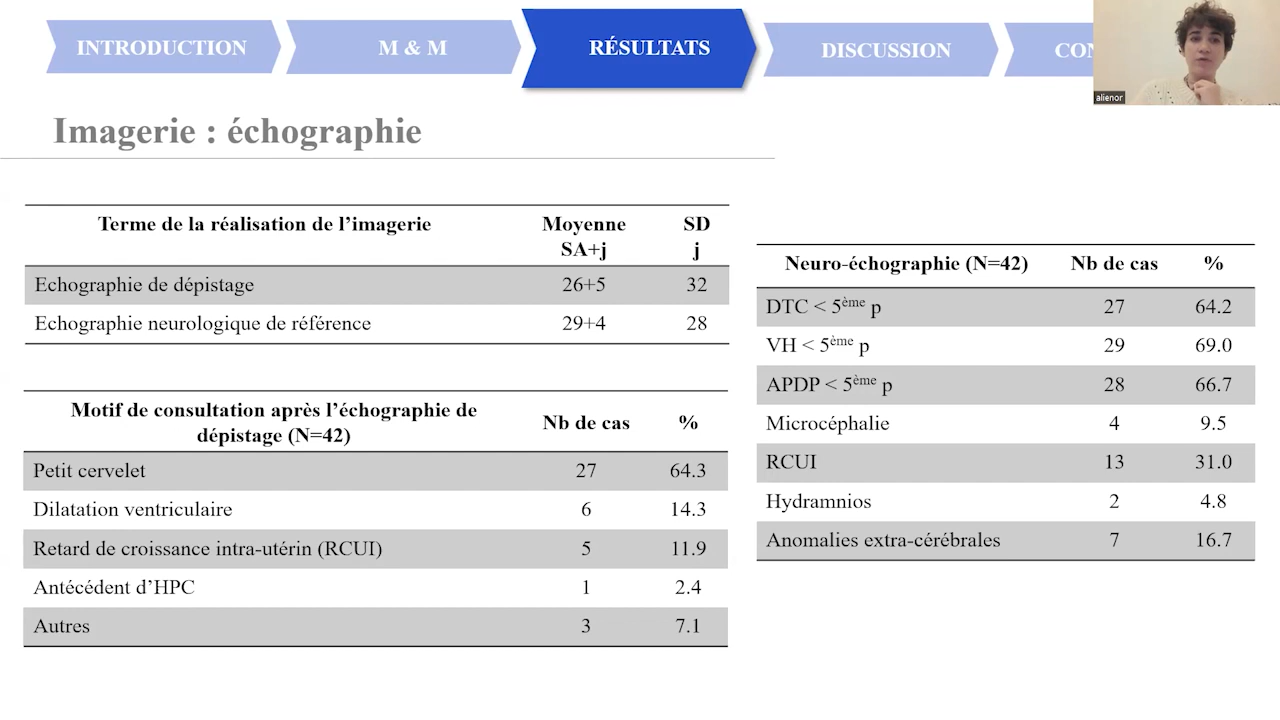 INTRODUCTION
M & M
RÉSULTATS
DISCUSSION
alienor
Imagerie : échographie
Terme de la réalisation de l’imagerie
Moyenne
SA+j
SD
j
Echographie de dépistage 26+5 32
Echographie neurologique de référence 29+4 28
Motif de consultation après l’échographie de
dépistage (N=42)
Nb de cas %
Petit cervelet 27 64.3
Dilatation ventriculaire 6 14.3
Retard de croissance intra-utérin (RCUI) 5 11.9
Antécédent d’HPC 1 2.4
Autres 3 7.1
Neuro-échographie (N=42) Nb de cas %
DTC < 5ème p 27 64.2
VH < 5ème p 29 69.0
APDP < 5ème p 28 66.7
Microcéphalie 4 9.5
RCUI 13 31.0
Hydramnios 2 4.8
Anomalies extra-cérébrales 7 16.7